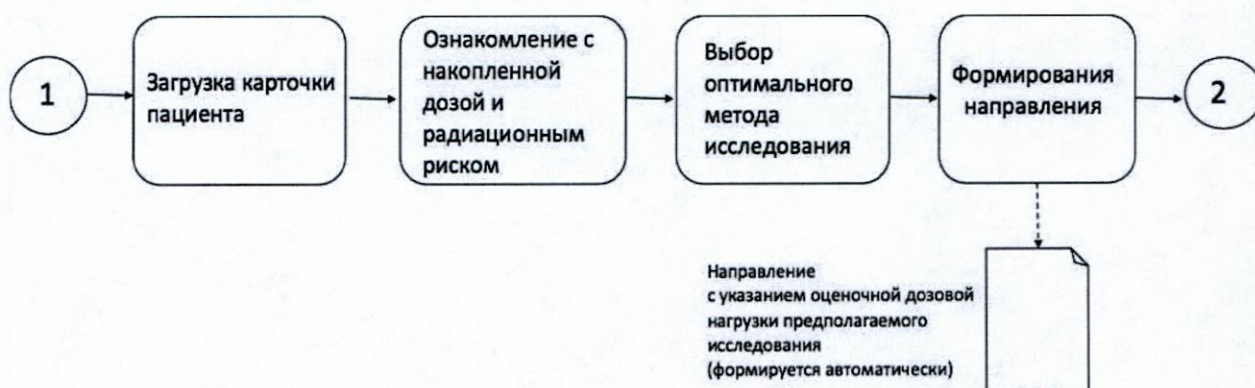 1
Загрузка карточки
пациента
Ознакомление с
накопленной
дозой и
радиационным
риском
Выбор
оптимального
метода
исследования
Формирования
направления
2
Направление
с указанием оценочной дозовой
нагрузки предполагаемого
исследования
(формируется автоматически)